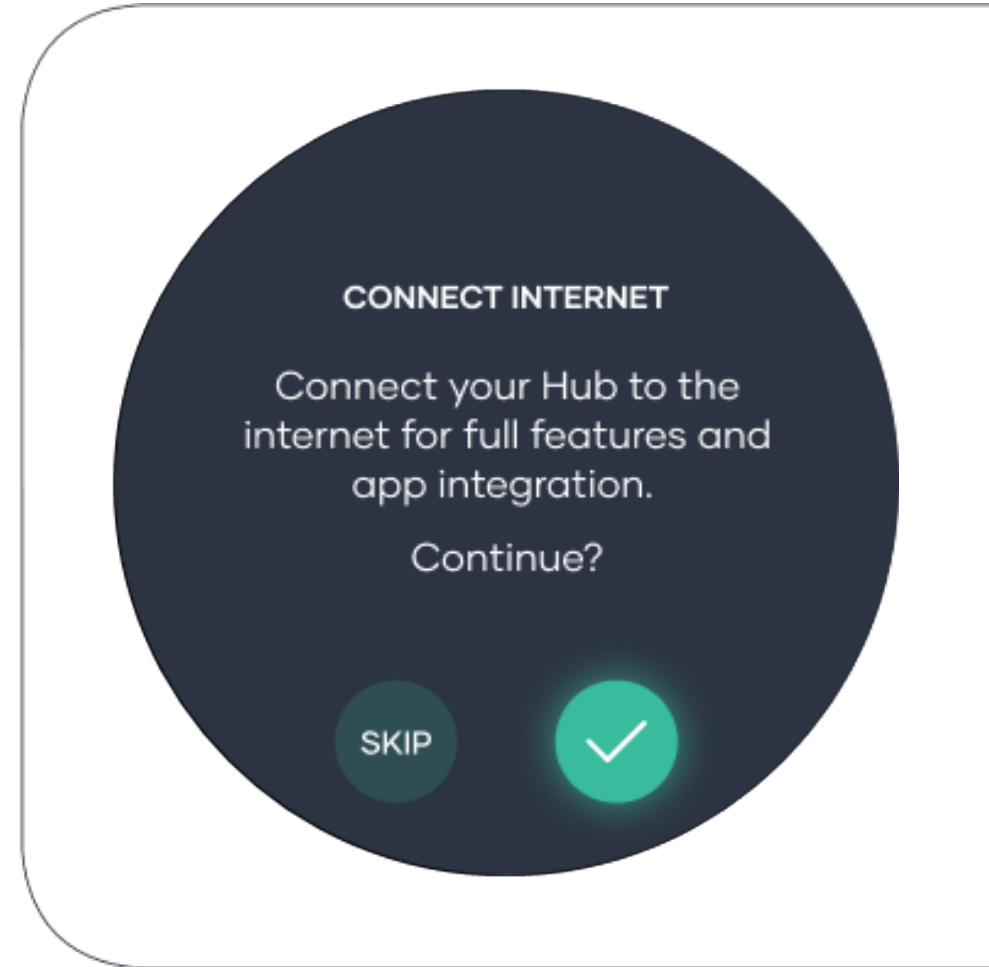 CONNECT INTERNET
Connect your Hub to the
internet for full features and
app integration.
Continue?
SKIP